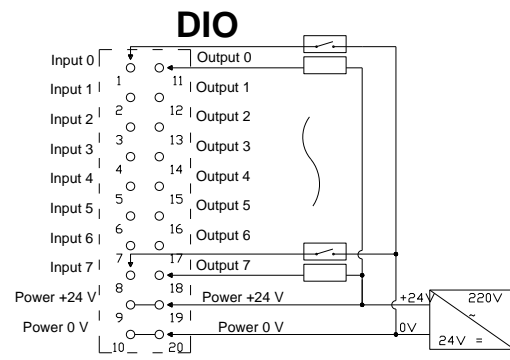 DIO
Input 0 Output 0
1 11
Input 1 Output 1
2 12
Input 2 Output 2
3 13
Input 3 Output 3
4 14
Input 4 Output 4
5 15
Input 5 Output 5
6 16
Input 6 Output 6
7 17
Input 7 Output 7
8 18
Power +24 V Power +24 V +24V 220V
~
9 19
Power 0 V Power 0 V 0V
24V =
10 20